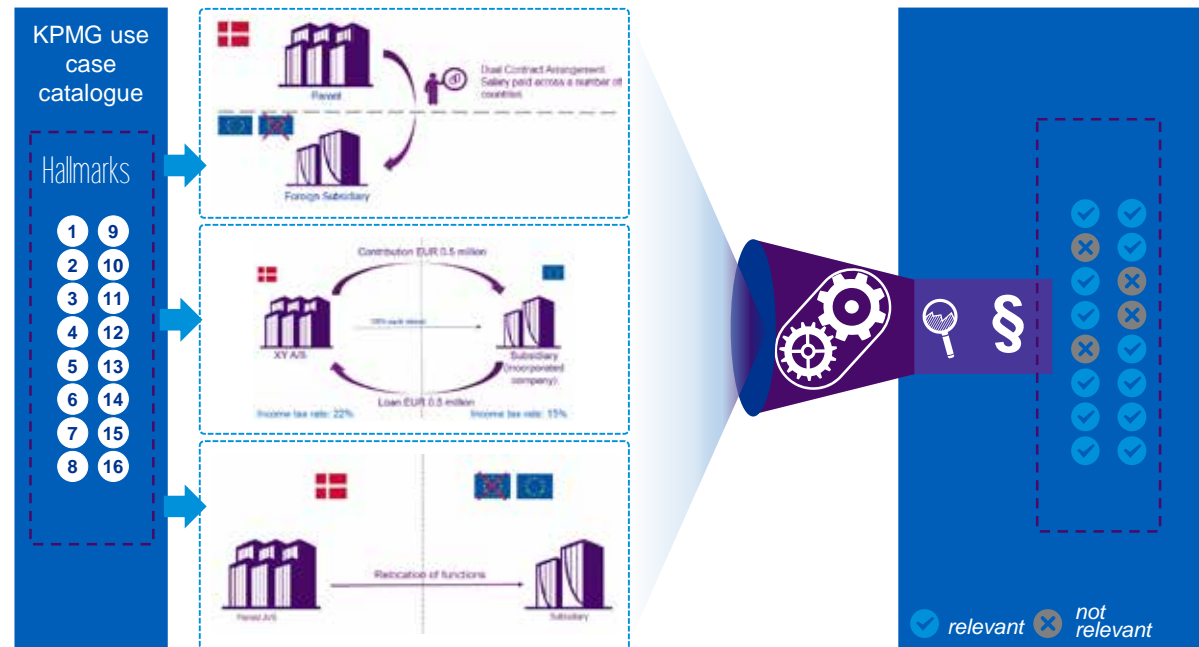 KPMG use
case
catalogue
Hallmarks
1 9
2 10
3 11
4 12
5 13
6 14
7 15
8 16
Parent
Dual Contract Arrangement
Salary paid across a number of
countries
Foreign Subsidiary
Contribution EUR 0.5 million
XY A/S
Subsidiary
(incorporated
company)
Loan EUR 0.5 million
Income tax rate: 22%
Income tax rate: 15%
Relocation of functions
Parent A/S
Subsidiary
§
relevant
not
relevant